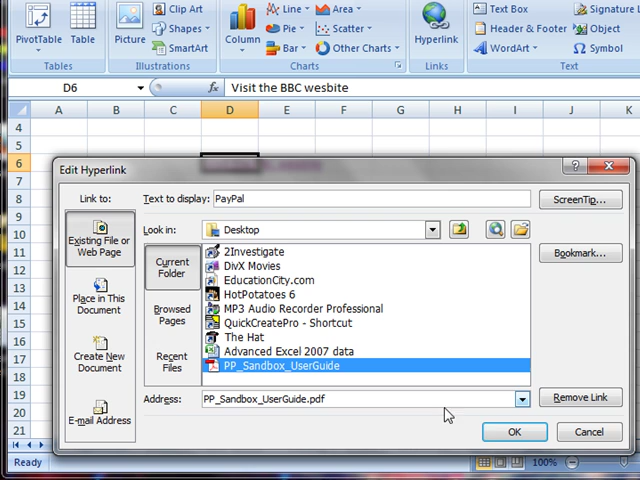 Clip Art
Line
Area
Text Box
Signature L
Shapes
Pie
Scatter
Header & Footer
Object
PivotTable
Table
Picture
SmartArt
Column
Bar
Other Charts
Hyperlink
WordArt
Symbol
Tables
Illustrations
Charts
Links
Text
D6
fx
Visit the BBC wesbite
A B C D E F G H I J K
4
5
6
7
8
9
10
11
12
13
14
15
16
17
18
19
20
21
Edit Hyperlink
Link to:
Text to display:
PayPal
ScreenTip...
Existing File or
Web Page
Look in:
Desktop
Current
Folder
2Investigate
DivX Movies
EducationCity.com
HotPotatoes 6
MP3 Audio Recorder Professional
QuickCreatePro - Shortcut
The Hat
Advanced Excel 2007 data
PP_Sandbox_UserGuide
Bookmark...
Place in This
Document
Browsed
Pages
Create New
Document
Recent
Files
E-mail Address
Address:
PP_Sandbox_UserGuide.pdf
Remove Link
OK
Cancel
Ready
100%